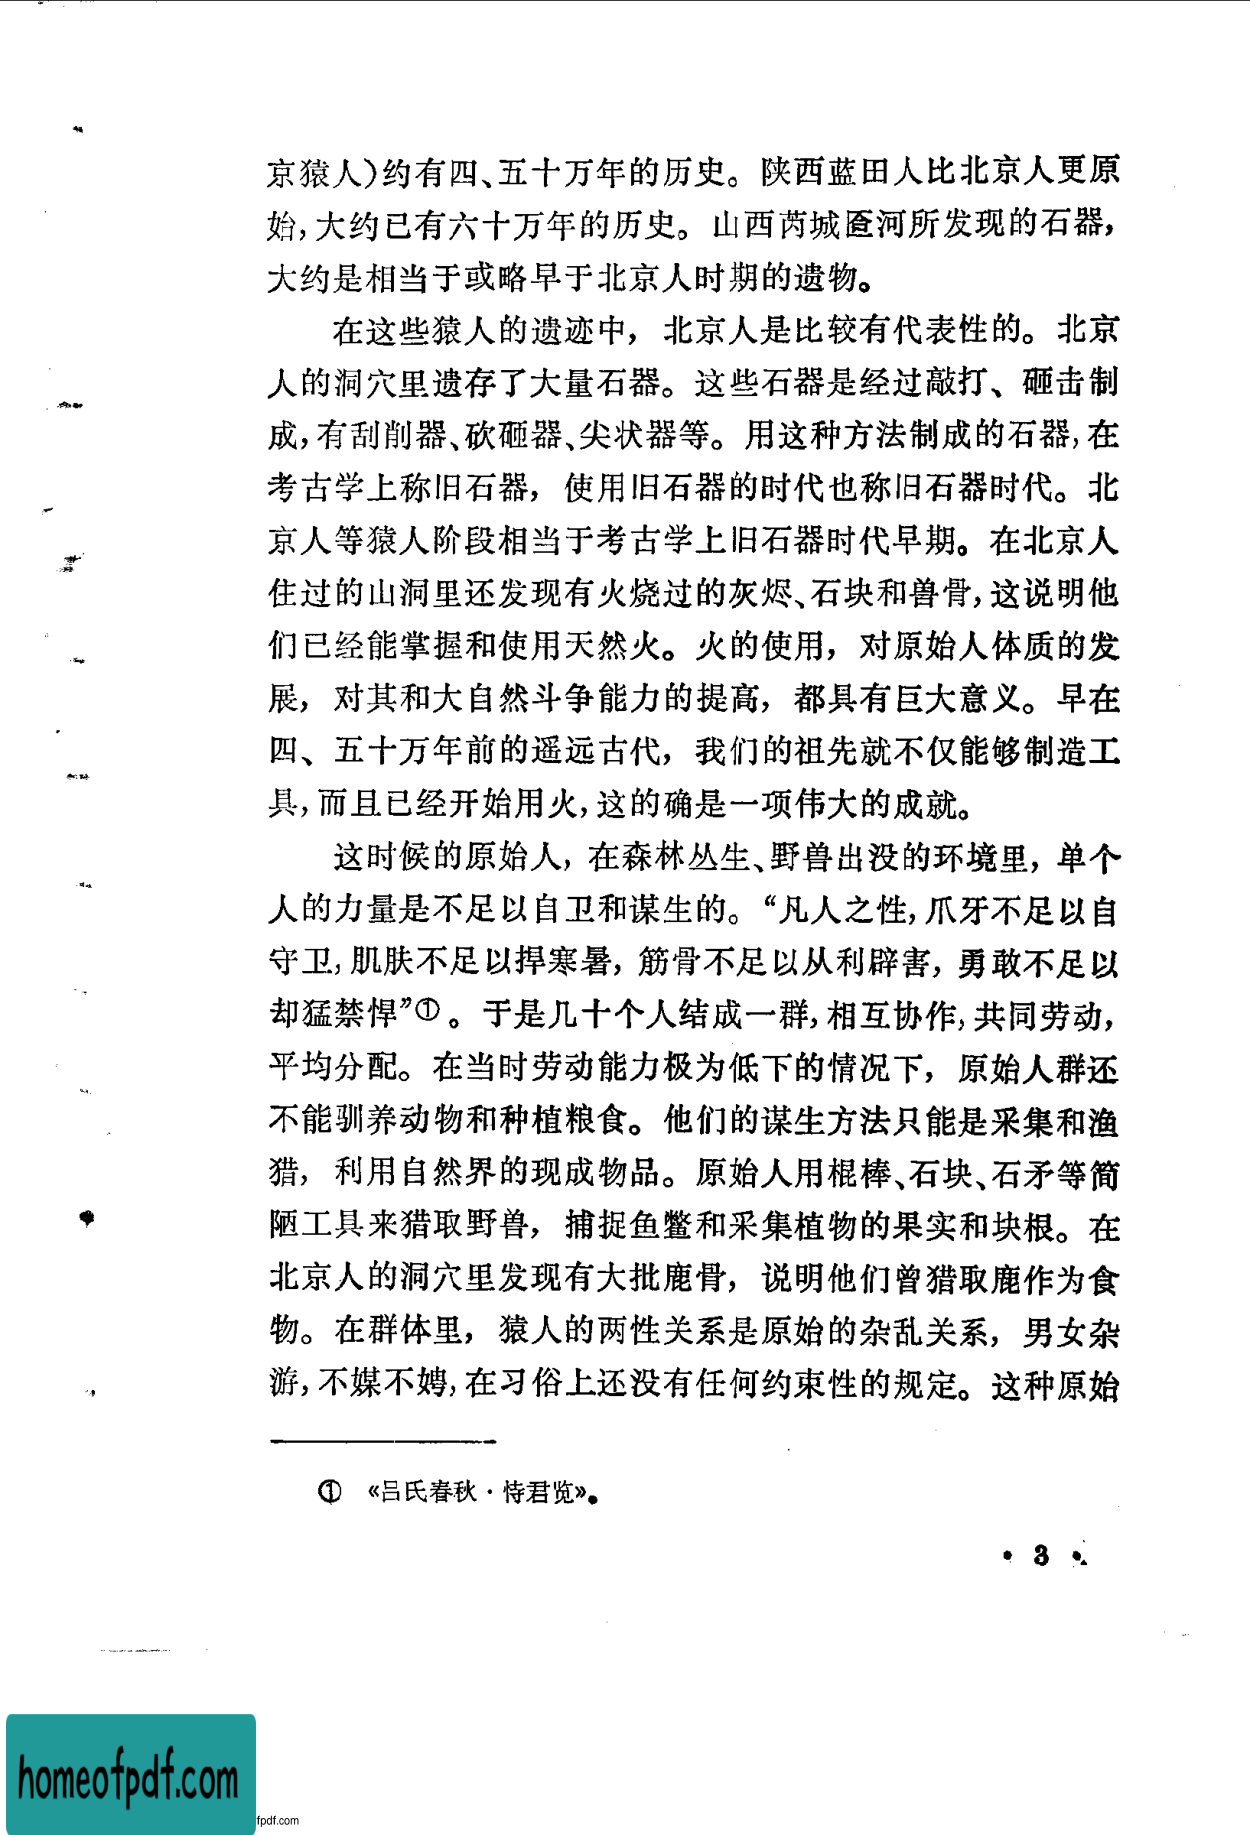 京猿人)约有四、五十万年的历史。陕西蓝田人比北京人更原
始,大约已有六十万年的历史。山西芮城匼河所发现的石器,
大约是相当于或略早于北京人时期的遗物。
在这些猿人的遗迹中,北京人是比较有代表性的。北京
人的洞穴里遗存了大量石器。这些石器是经过敲打、砸击制
成,有刮削器、砍砸器、尖状器等。用这种方法制成的石器,在
考古学上称旧石器,使用旧石器的时代也称旧石器时代。北
京人等猿人阶段相当于考古学上旧石器时代早期。在北京人
住过的山洞里还发现有火烧过的灰烬、石块和兽骨,这说明他
们已经能掌握和使用天然火。火的使用,对原始人体质的发
展,对其和大自然斗争能力的提高,都具有巨大意义。早在
四、五十万年前的遥远古代,我们的祖先就不仅能够制造工
具,而且已经开始用火,这的确是一项伟大的成就。
这时候的原始人,在森林丛生、野兽出没的环境里,单个
人的力量是不足以自卫和谋生的。“凡人之性,爪牙不足以自
守卫,肌肤不足以捍寒暑,筋骨不足以从利辟害,勇敢不足以
却猛禁悍”①。于是几十个人结成一群,相互协作,共同劳动,
平均分配。在当时劳动能力极为低下的情况下,原始人群还
不能驯养动物和种植粮食。他们的谋生方法只能是采集和渔
猎,利用自然界的现成物品。原始人用棍棒、石块、石矛等简
陋工具来猎取野兽,捕捉鱼鳖和采集植物的果实和块根。在
北京人的洞穴里发现有大批鹿骨,说明他们曾猎取鹿作为食
物。在群体里,猿人的两性关系是原始的杂乱关系,男女杂
游,不媒不娉,在习俗上还没有任何约束性的规定。这种原始
① 《吕氏春秋·恃君览》。
• 3 •
homeofpdf.com
fpdf.com